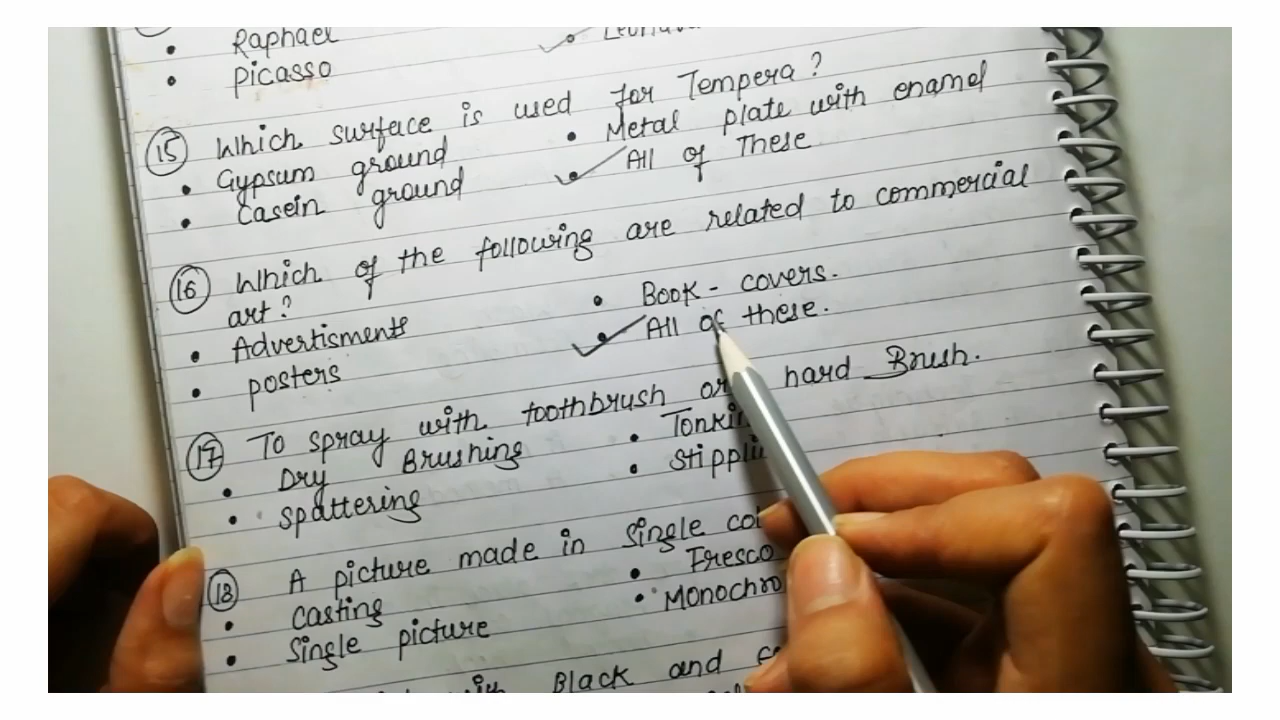 Raphael
Picasso
15 Which surface is used for Tempera?
Gypsum ground • Metal plate with enamel
Casein ground • All of These
16 Which of the following are related to commercial
art?
Advertisments • Book - covers.
posters • All of these.
17 To spray with toothbrush or hard Brush.
Dry Brushing
Spattering
18 A picture made in single
Casting • Fresco
Single picture
Black and